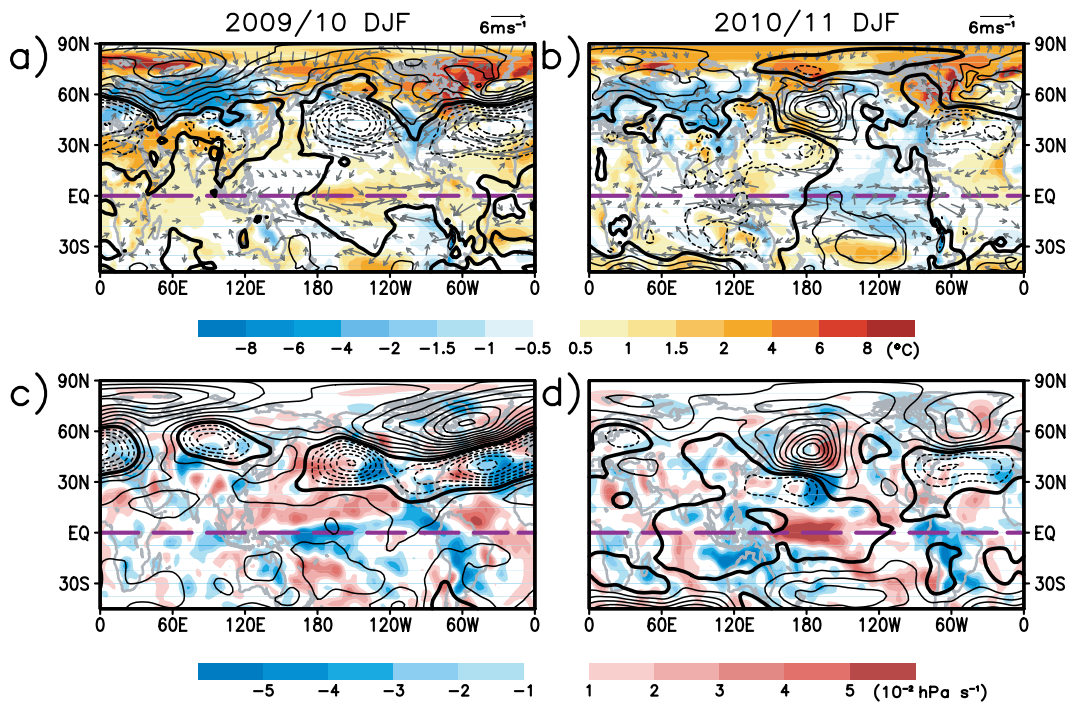 2009/10 DJF
6ms⁻¹
2010/11 DJF
6ms⁻¹
a)
90N
60N
30N
EQ
30S
0 60E 120E 180 120W 60W 0
b)
90N
60N
30N
EQ
30S
0 60E 120E 180 120W 60W 0
-8 -6 -4 -2 -1.5 -1 -0.5 0.5 1 1.5 2 4 6 8 (°C)
c)
90N
60N
30N
EQ
30S
0 60E 120E 180 120W 60W 0
d)
90N
60N
30N
EQ
30S
0 60E 120E 180 120W 60W 0
-5 -4 -3 -2 -1 1 2 3 4 5 (10⁻² hPa s⁻¹)